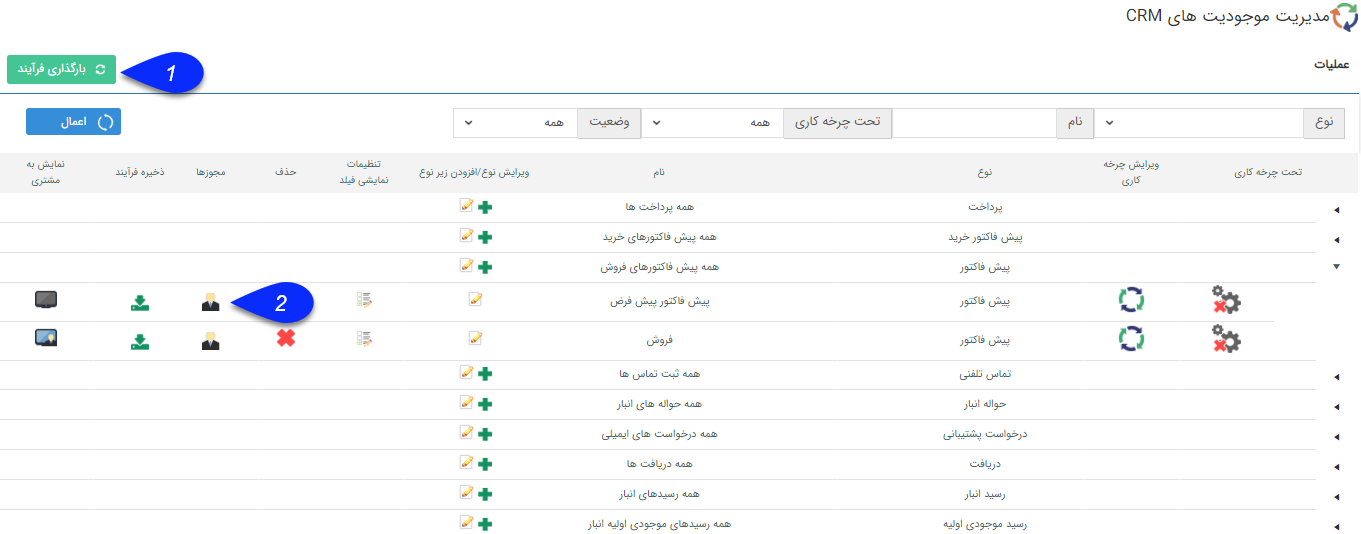 مدیریت موجودیت های CRM
عملیات
بارگذاری فرآیند
1
نوع
نام
تحت چرخه کاری همه
وضعیت همه
اعمال
تحت چرخه کاری
ویرایش چرخه
کاری
نوع
نام
ویرایش نوع/افزودن زیر نوع
تنظیمات
نمایشی فیلد
حذف
مجوزها
ذخیره فرآیند
نمایش به
مشتری
پرداخت همه پرداخت ها
پیش فاکتور خرید همه پیش فاکتورهای خرید
پیش فاکتور همه پیش فاکتورهای فروش
پیش فاکتور پیش فاکتور پیش فرض 2
پیش فاکتور فروش
تماس تلفنی همه ثبت تماس ها
حواله انبار همه حواله های انبار
درخواست پشتیبانی همه درخواست های ایمیلی
دریافت همه دریافت ها
رسید انبار همه رسیدهای انبار
رسید موجودی اولیه همه رسیدهای موجودی اولیه انبار